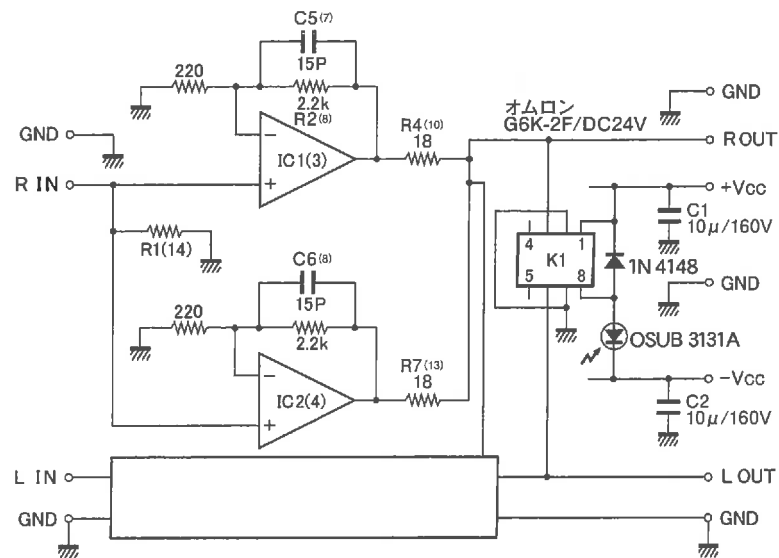 C5(7)
15P
220
2.2k
R2(8)
GND
IC1(3)
−
+
R4(10)
18
R IN
R1(14)
オムロン
G6K-2F/DC24V
GND
R OUT
+Vcc
C1
10μ/160V
4 1
K1
5 8
1N 4148
GND
OSUB 3131A
−Vcc
C2
10μ/160V
C6(8)
15P
220
2.2k
IC2(4)
−
+
R7(13)
18
L IN
GND
L OUT
GND